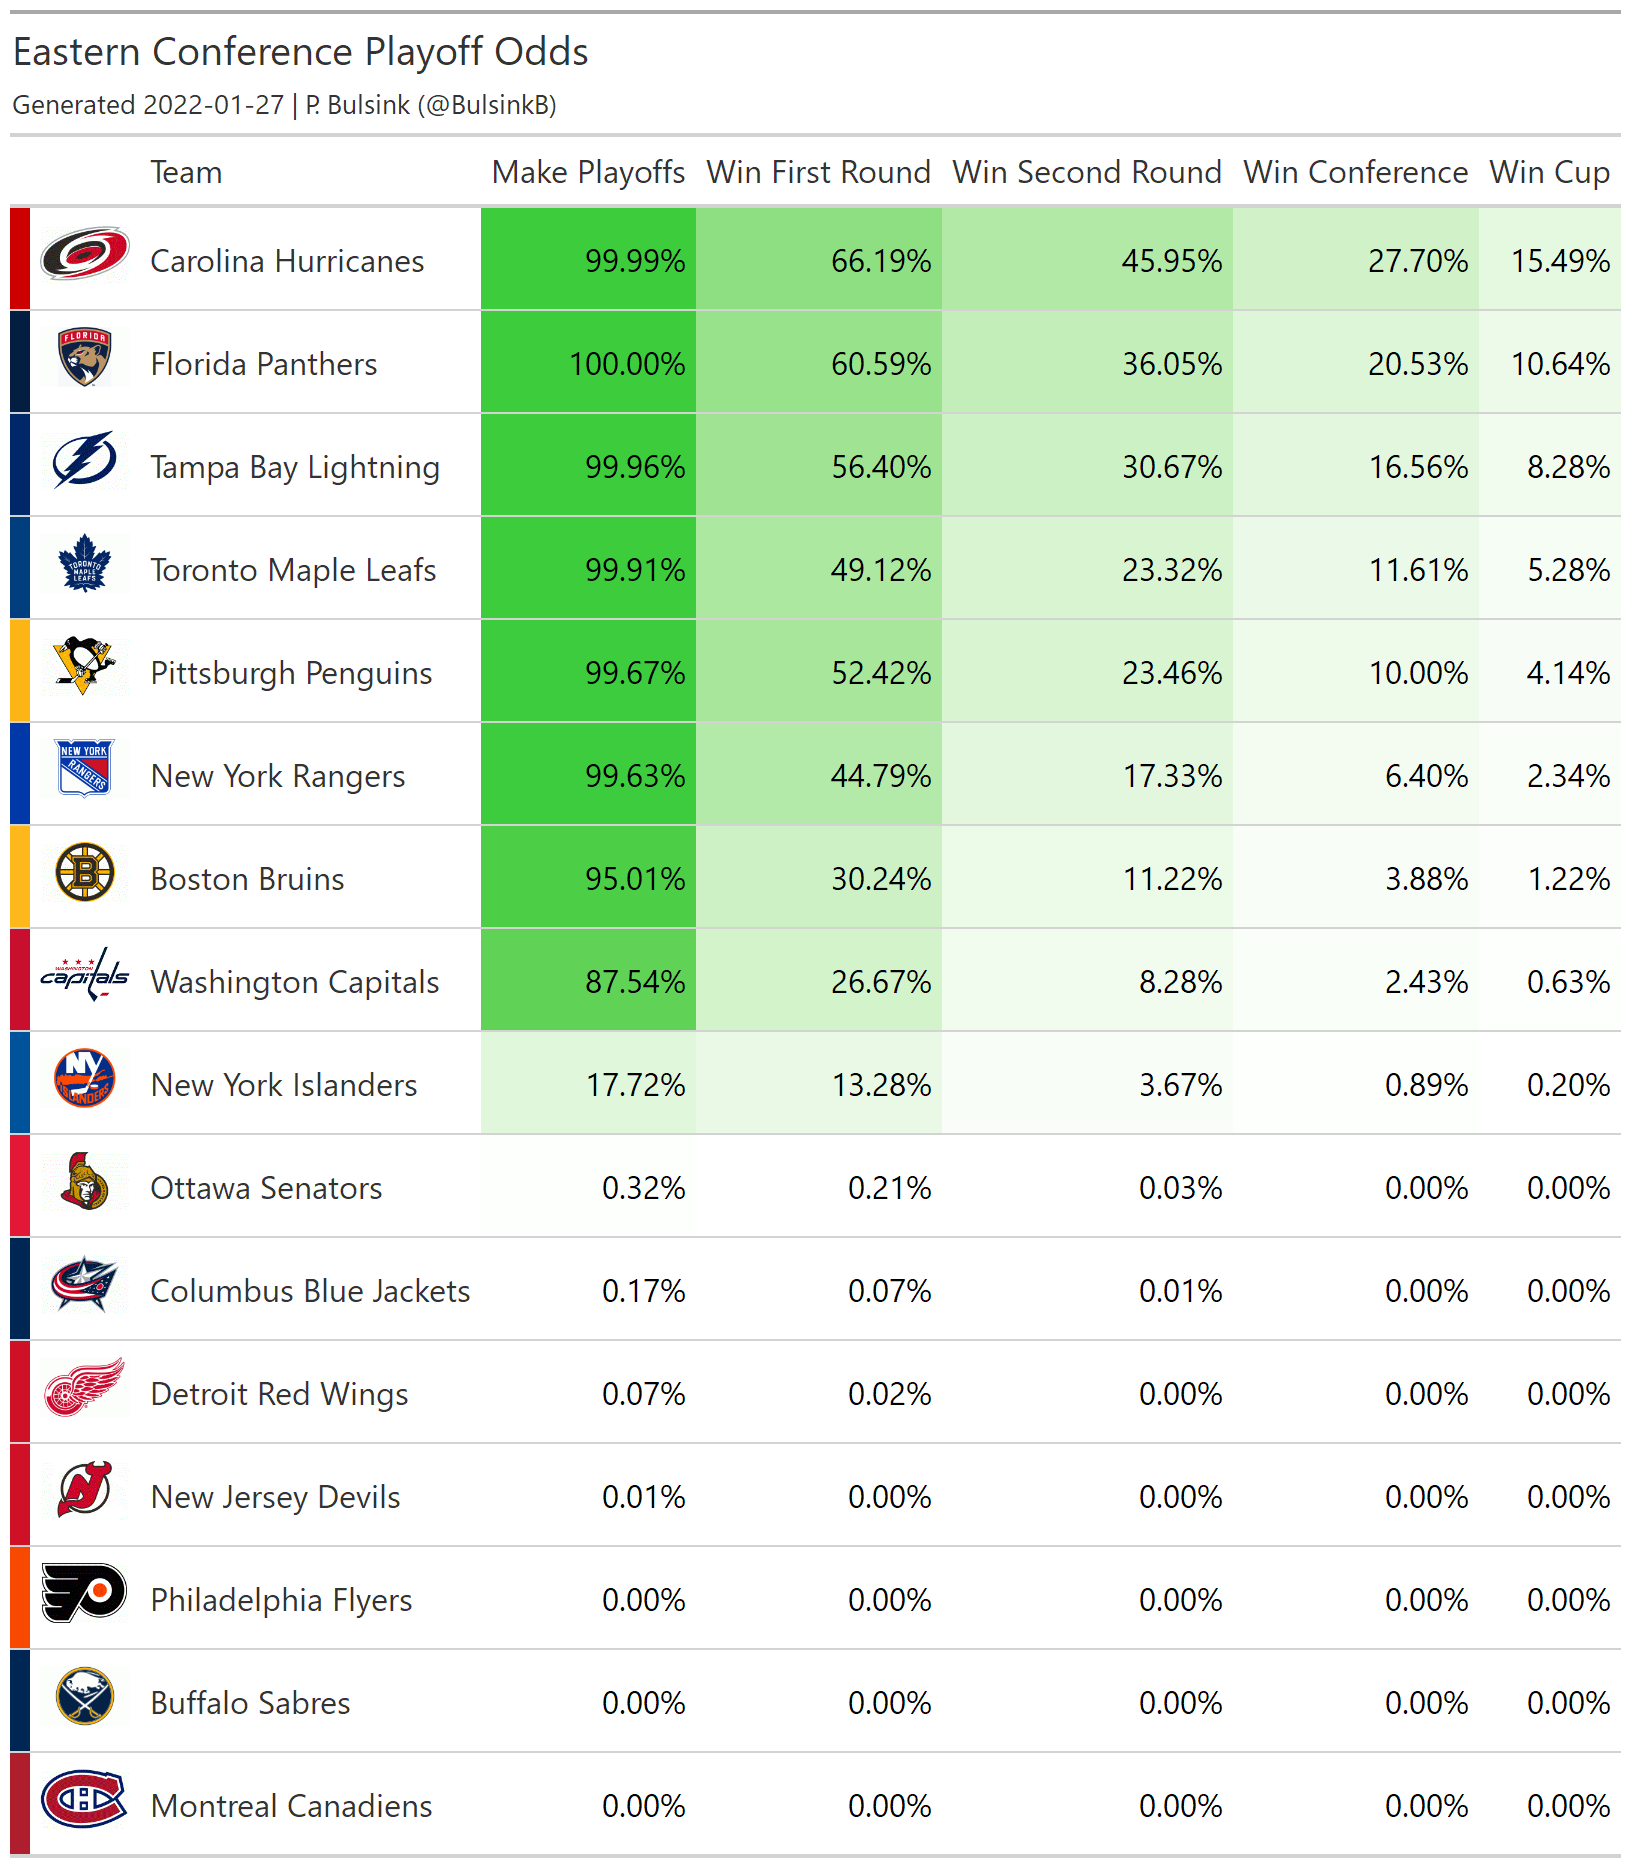 Eastern Conference Playoff Odds
Generated 2022-01-27 | P. Bulsink (@BulsinkB)
Team Make Playoffs Win First Round Win Second Round Win Conference Win Cup
Carolina Hurricanes 99.99% 66.19% 45.95% 27.70% 15.49%
FLORIDA Florida Panthers 100.00% 60.59% 36.05% 20.53% 10.64%
Tampa Bay Lightning 99.96% 56.40% 30.67% 16.56% 8.28%
TORONTO MAPLE LEAFS Toronto Maple Leafs 99.91% 49.12% 23.32% 11.61% 5.28%
Pittsburgh Penguins 99.67% 52.42% 23.46% 10.00% 4.14%
NEW YORK RANGERS New York Rangers 99.63% 44.79% 17.33% 6.40% 2.34%
B Boston Bruins 95.01% 30.24% 11.22% 3.88% 1.22%
WASHINGTON capitals Washington Capitals 87.54% 26.67% 8.28% 2.43% 0.63%
NY ISLANDERS New York Islanders 17.72% 13.28% 3.67% 0.89% 0.20%
Ottawa Senators 0.32% 0.21% 0.03% 0.00% 0.00%
Columbus Blue Jackets 0.17% 0.07% 0.01% 0.00% 0.00%
Detroit Red Wings 0.07% 0.02% 0.00% 0.00% 0.00%
New Jersey Devils 0.01% 0.00% 0.00% 0.00% 0.00%
Philadelphia Flyers 0.00% 0.00% 0.00% 0.00% 0.00%
Buffalo Sabres 0.00% 0.00% 0.00% 0.00% 0.00%
Montreal Canadiens 0.00% 0.00% 0.00% 0.00% 0.00%